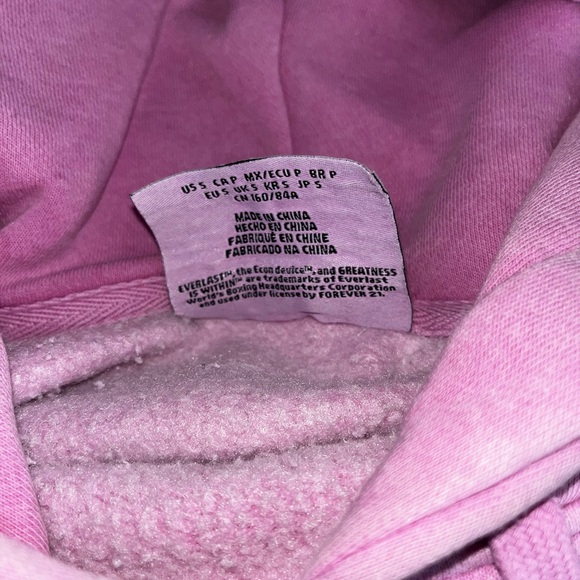 US S CA P MX/ECU P BR P
EU S UK S KR S JP S
CN 160/84A
MADE IN CHINA
HECHO EN CHINA
FABRIQUÉ EN CHINE
FABRICADO NA CHINA
EVERLAST™, the Econ device™, and GREATNESS
IS WITHIN™ are trademarks of Everlast
World's Boxing Headquarters Corporation
and used under license by FOREVER 21.